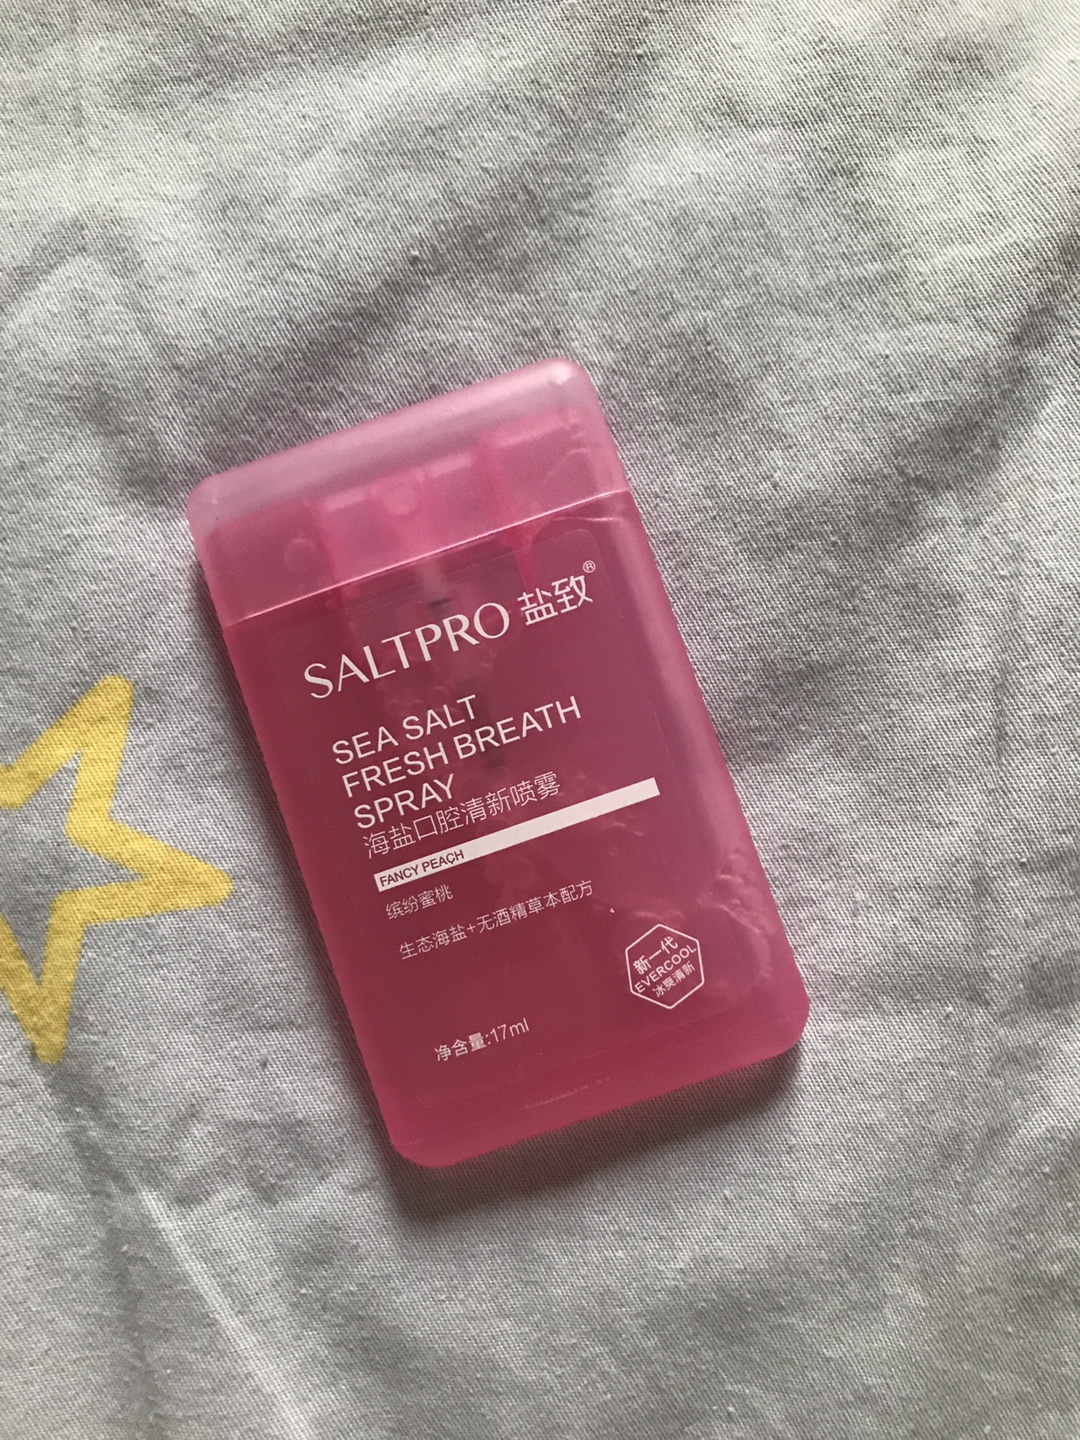 SALTPRO 盐致®
SEA SALT
FRESH BREATH
SPRAY
海盐口腔清新喷雾
FANCY PEACH
缤纷蜜桃
生态海盐+无酒精草本配方
新一代
EVERCOOL
冰爽清新
净含量:17ml